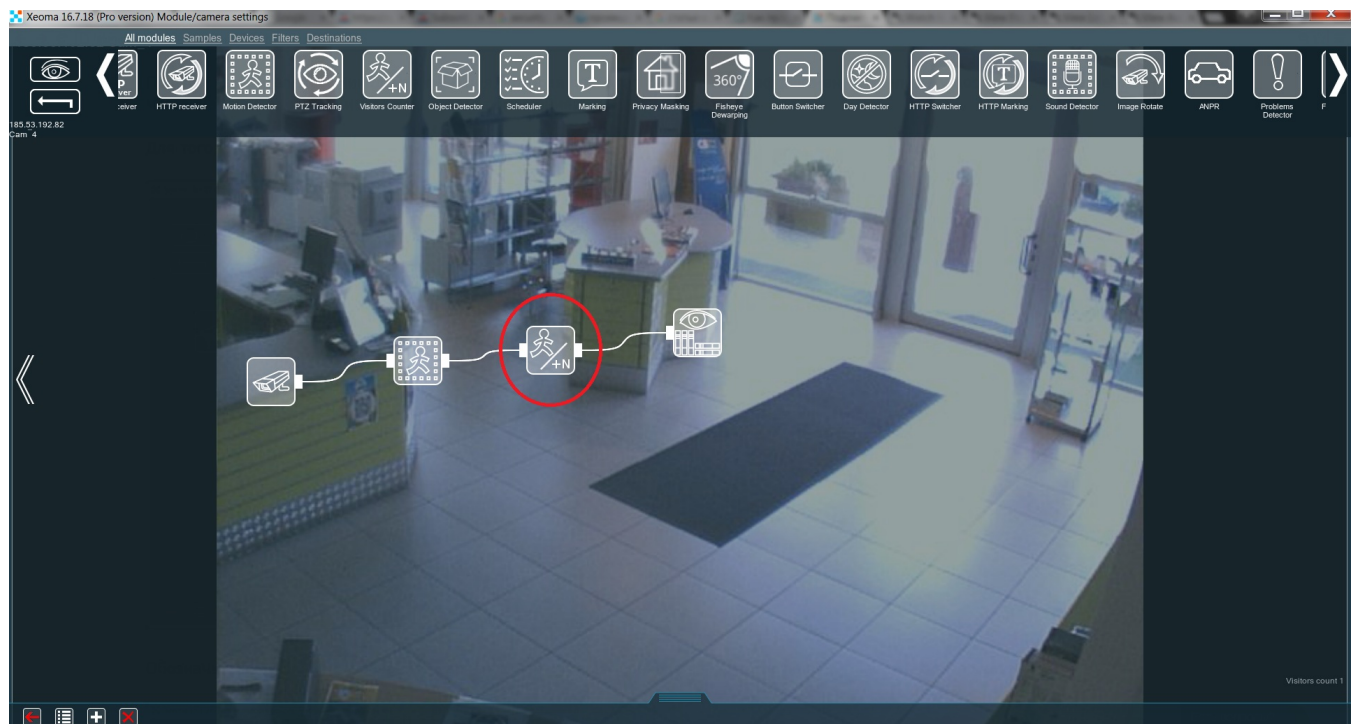 Xeoma 16.7.18 (Pro version) Module/camera settings
All modules Samples Devices Filters Destinations
ver
ceiver
HTTP receiver
Motion Detector
PTZ Tracking
+N
Visitors Counter
Object Detector
Scheduler
T
Marking
Privacy Masking
360°
Fisheye
Dewarping
Button Switcher
Day Detector
HTTP Switcher
T
HTTP Marking
Sound Detector
Image Rotate
ANPR
Problems
Detector
F
185.53.192.82
Cam_4
+N
Visitors count 1